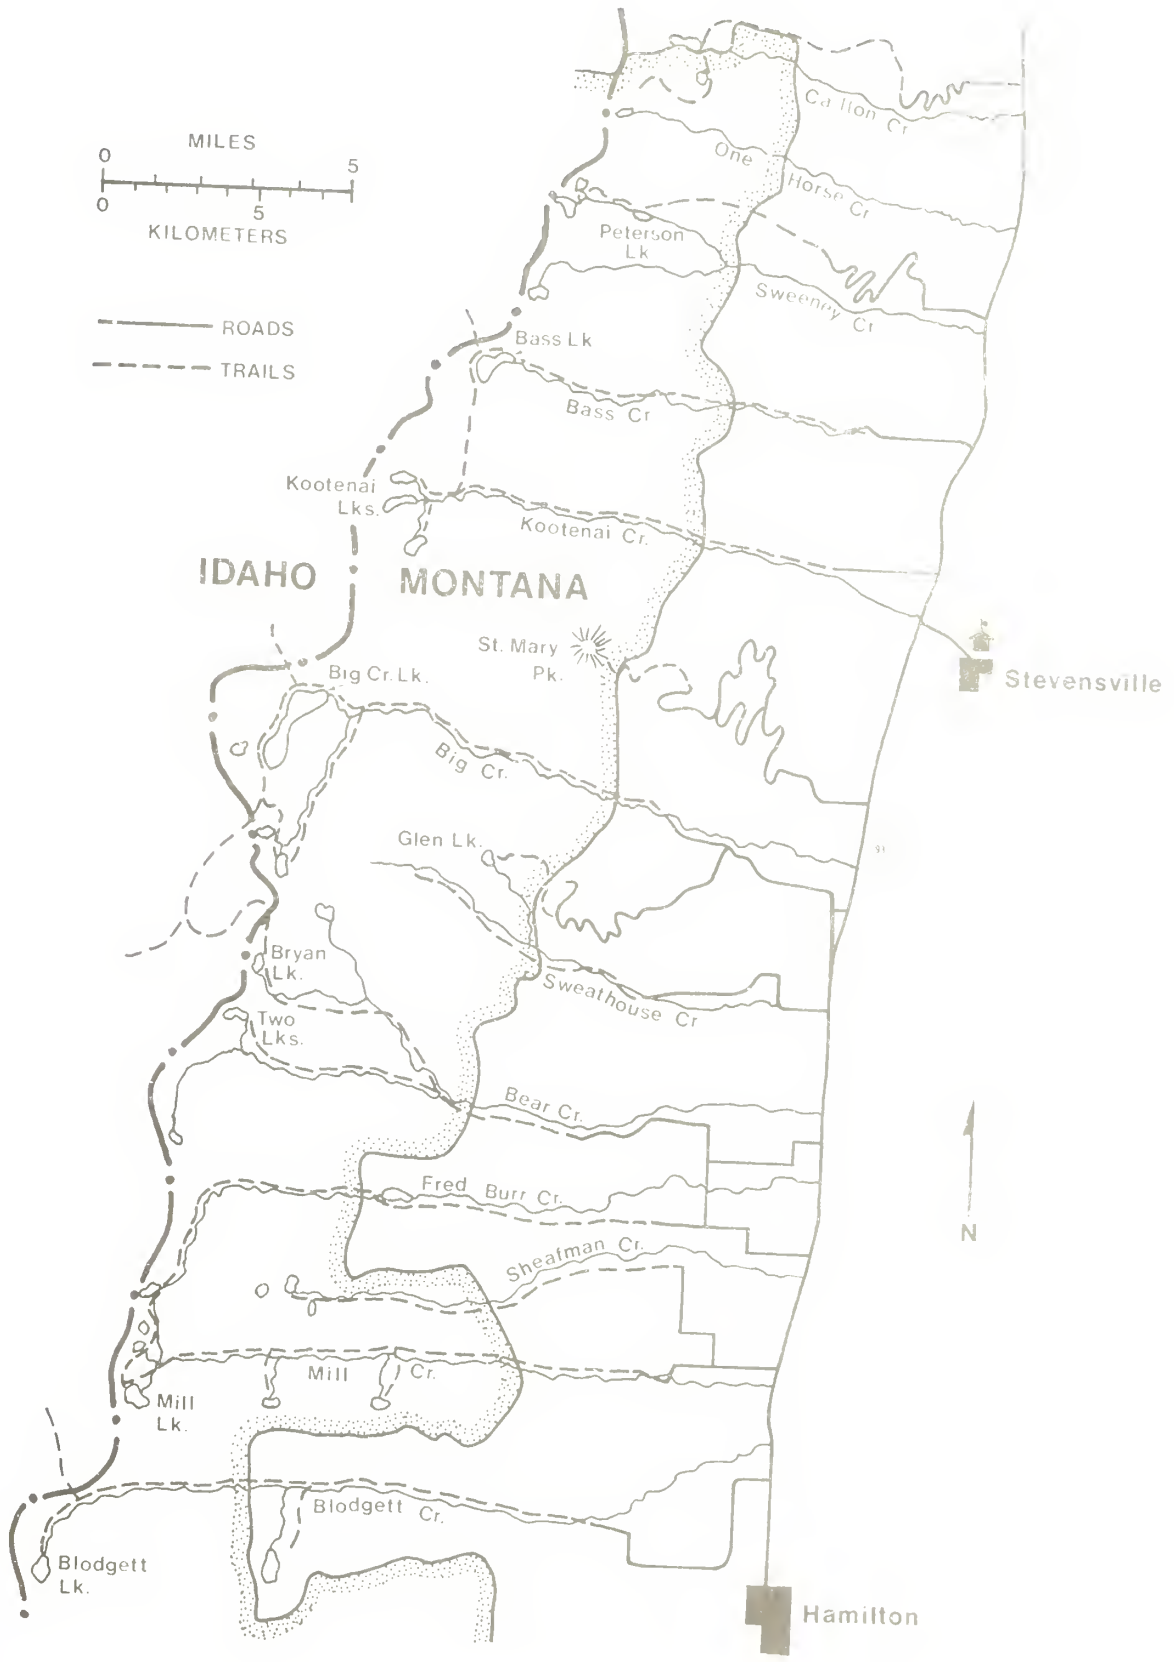 MILES
0 5
0 5
KILOMETERS
ROADS
TRAILS
Carlton Cr
One Horse Cr
Peterson
Lk
Sweeney Cr
Bass Lk
Bass Cr
Kootenai
Lks.
Kootenai Cr.
IDAHO
MONTANA
St. Mary
Pk.
Stevensville
Big Cr. Lk.
Big Cr.
Glen Lk.
Bryan
Lk.
Sweathouse Cr
Two
Lks.
Bear Cr.
Fred Burr Cr.
Sheafman Cr.
N
Mill Cr.
Mill
Lk.
Blodgett Cr.
Blodgett
Lk.
Hamilton